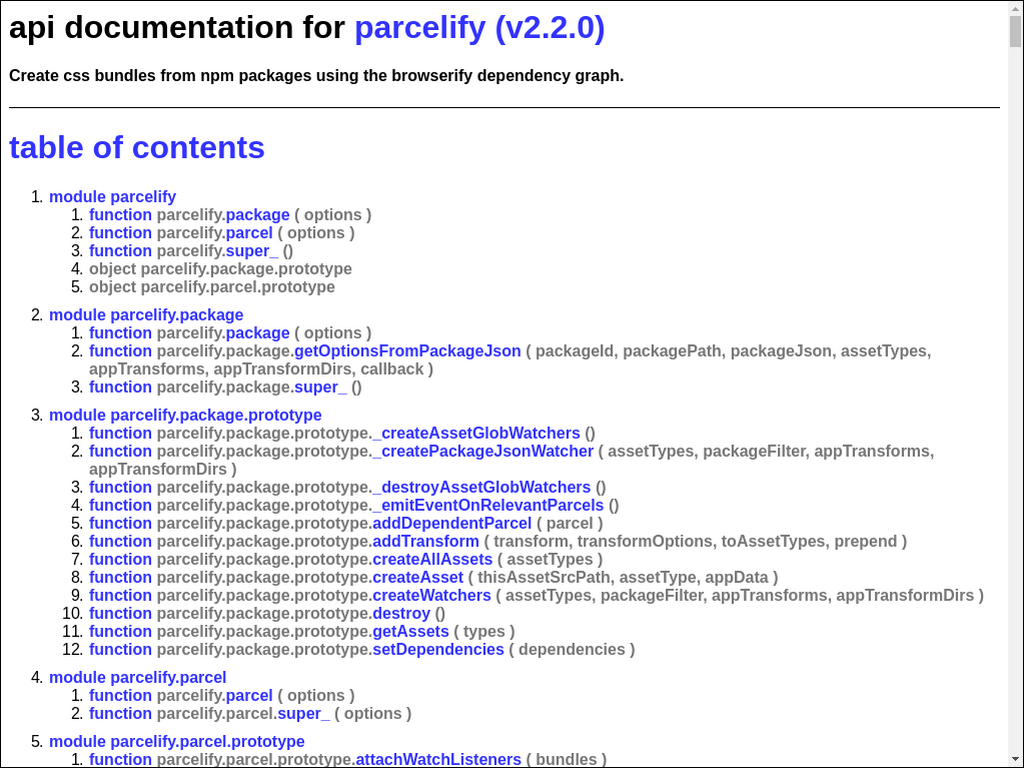 api documentation for parcelify (v2.2.0)
Create css bundles from npm packages using the browserify dependency graph.
table of contents
1. module parcelify
1. function parcelify.package ( options )
2. function parcelify.parcel ( options )
3. function parcelify.super_ ()
4. object parcelify.package.prototype
5. object parcelify.parcel.prototype
2. module parcelify.package
1. function parcelify.package ( options )
2. function parcelify.package.getOptionsFromPackageJson ( packageId, packagePath, packageJson, assetTypes,
appTransforms, appTransformDirs, callback )
3. function parcelify.package.super_ ()
3. module parcelify.package.prototype
1. function parcelify.package.prototype._createAssetGlobWatchers ()
2. function parcelify.package.prototype._createPackageJsonWatcher ( assetTypes, packageFilter, appTransforms,
appTransformDirs )
3. function parcelify.package.prototype._destroyAssetGlobWatchers ()
4. function parcelify.package.prototype._emitEventOnRelevantParcels ()
5. function parcelify.package.prototype.addDependentParcel ( parcel )
6. function parcelify.package.prototype.addTransform ( transform, transformOptions, toAssetTypes, prepend )
7. function parcelify.package.prototype.createAllAssets ( assetTypes )
8. function parcelify.package.prototype.createAsset ( thisAssetSrcPath, assetType, appData )
9. function parcelify.package.prototype.createWatchers ( assetTypes, packageFilter, appTransforms, appTransformDirs )
10. function parcelify.package.prototype.destroy ()
11. function parcelify.package.prototype.getAssets ( types )
12. function parcelify.package.prototype.setDependencies ( dependencies )
4. module parcelify.parcel
1. function parcelify.parcel ( options )
2. function parcelify.parcel.super_ ( options )
5. module parcelify.parcel.prototype
1. function parcelify.parcel.prototype.attachWatchListeners ( bundles )